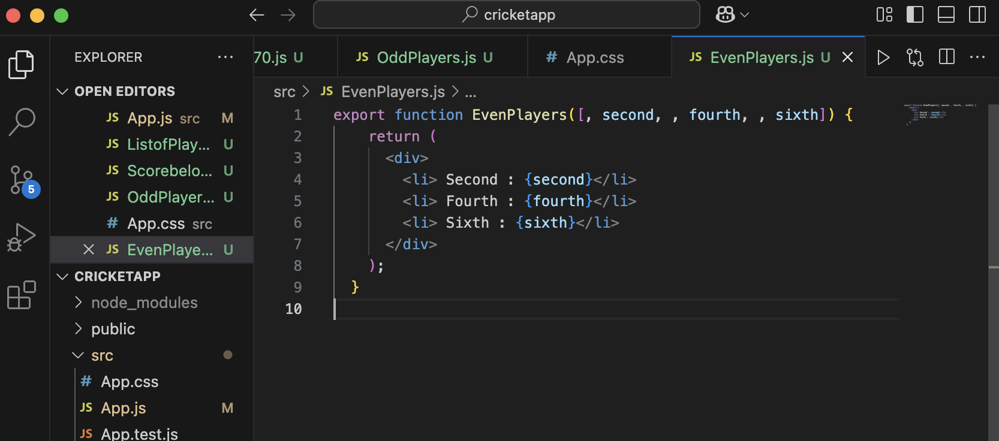 cricketapp
EXPLORER
70.js U
JS OddPlayers.js U
# App.css
JS EvenPlayers.js U
OPEN EDITORS
JS App.js src M
JS ListofPlay... U
JS Scorebelo... U
JS OddPlayer... U
# App.css src
JS EvenPlaye... U
5
CRICKETAPP
node_modules
public
src
# App.css
JS App.js M
JS App.test.js
src > JS EvenPlayers.js > ...
1 export function EvenPlayers([, second, , fourth, , sixth]) {
2 return (
3 <div>
4 <li> Second : {second}</li>
5 <li> Fourth : {fourth}</li>
6 <li> Sixth : {sixth}</li>
7 </div>
8 );
9 }
10